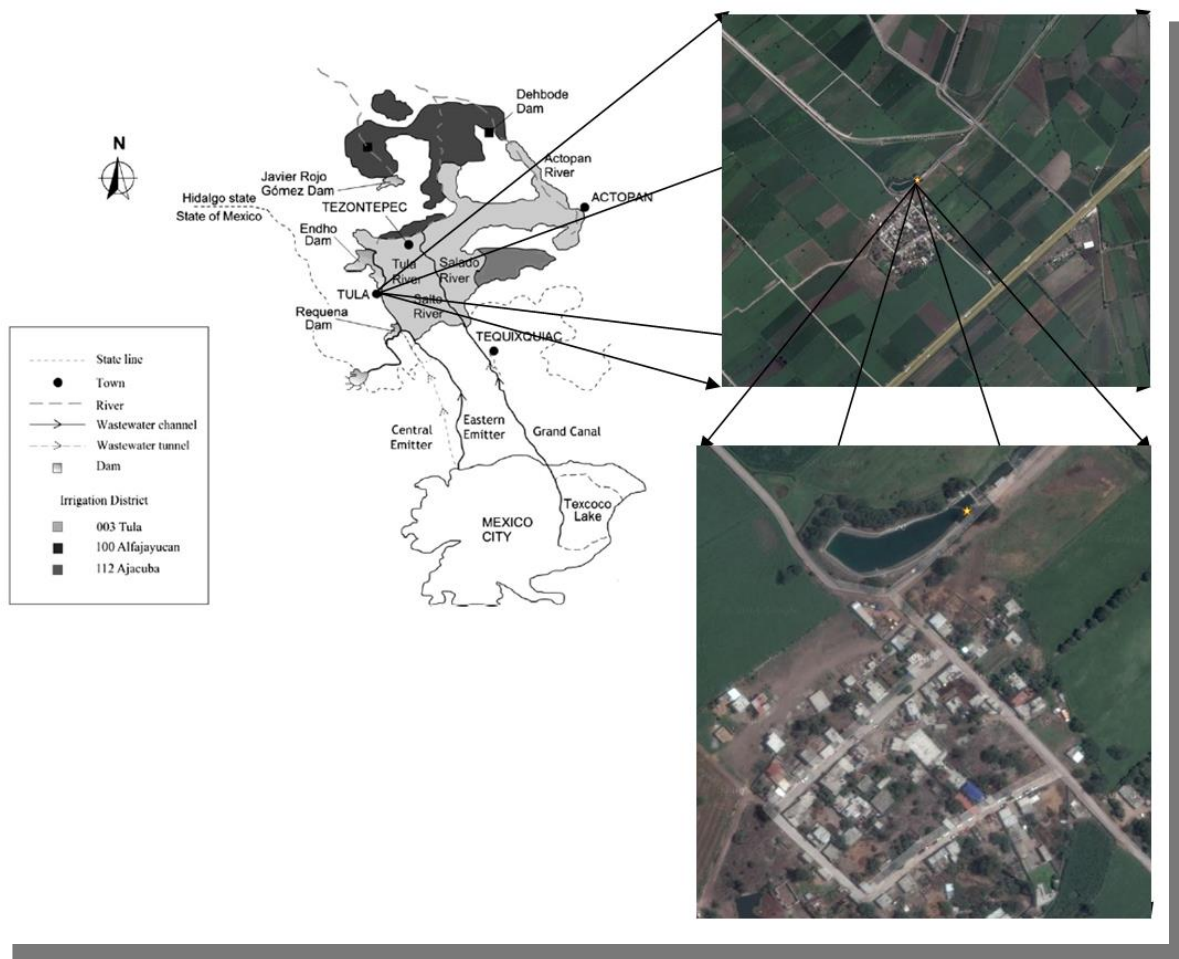 Dehbode
Dam
N
Actopan
River
Javier Rojo
Gómez Dam
Hidalgo state
State of Mexico
TEZONTEPEC
ACTOPAN
Endho
Dam
Tula
River
Salado
River
TULA
Salto
River
Requena
Dam
TEQUIXQUIAC
State line
Town
River
Wastewater channel
Wastewater tunnel
Dam
Irrigation District
003 Tula
100 Alfajayucan
112 Ajacuba
Central
Emitter
Eastern
Emitter
Grand Canal
MEXICO
CITY
Texcoco
Lake